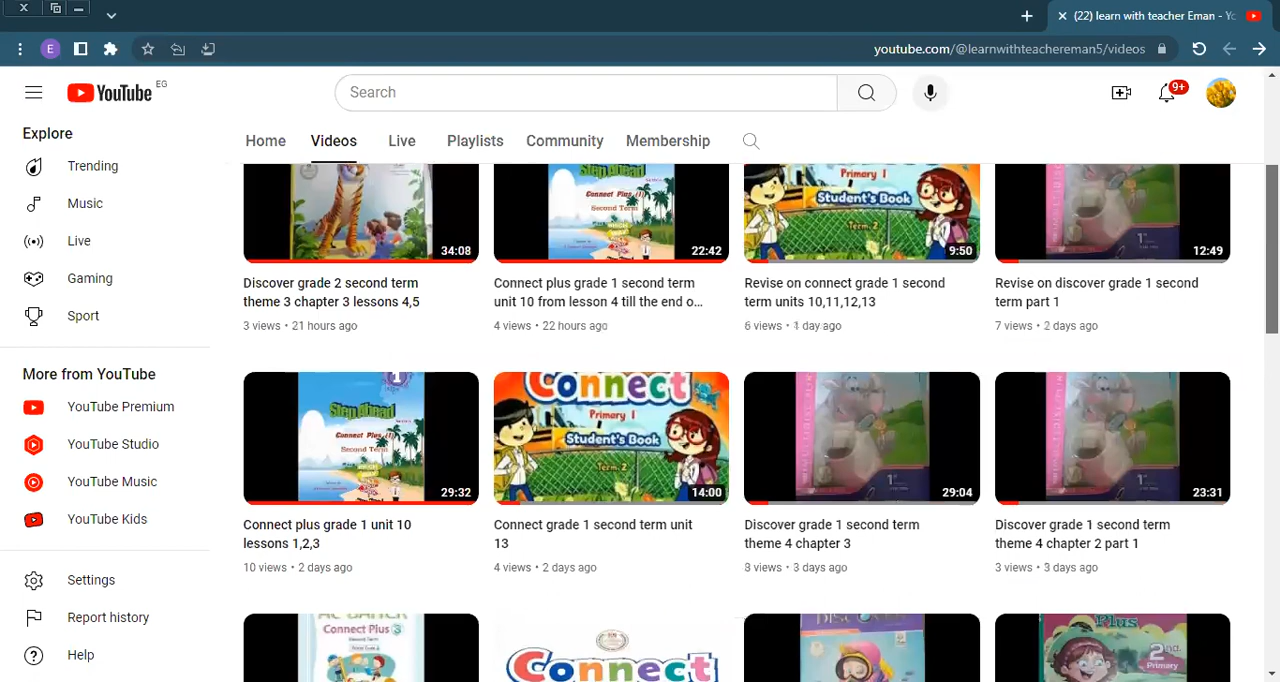 (22) learn with teacher Eman - Yc
youtube.com/@learnwithteachereman5/videos
E
YouTube EG
Search
9+
Explore
Trending
Music
Live
Gaming
Sport
More from YouTube
YouTube Premium
YouTube Studio
YouTube Music
YouTube Kids
Settings
Report history
Help
Home Videos Live Playlists Community Membership
34:08
Discover grade 2 second term
theme 3 chapter 3 lessons 4,5
3 views • 21 hours ago
Step Ahead
Connect Plus (1)
Second Term
22:42
Connect plus grade 1 second term
unit 10 from lesson 4 till the end o...
4 views • 22 hours ago
Primary 1
Student's Book
Term 2
9:50
Revise on connect grade 1 second
term units 10,11,12,13
6 views • 1 day ago
1st
12:49
Revise on discover grade 1 second
term part 1
7 views • 2 days ago
1
Step Ahead
Connect Plus (1)
Second Term
29:32
Connect plus grade 1 unit 10
lessons 1,2,3
10 views • 2 days ago
Connect
Primary 1
Student's Book
Term 2
14:00
Connect grade 1 second term unit
13
4 views • 2 days ago
1st
29:04
Discover grade 1 second term
theme 4 chapter 3
3 views • 3 days ago
1st
23:31
Discover grade 1 second term
theme 4 chapter 2 part 1
3 views • 3 days ago
Connect Plus 3
Connect
DISCOVER
Plus
2nd
Primary